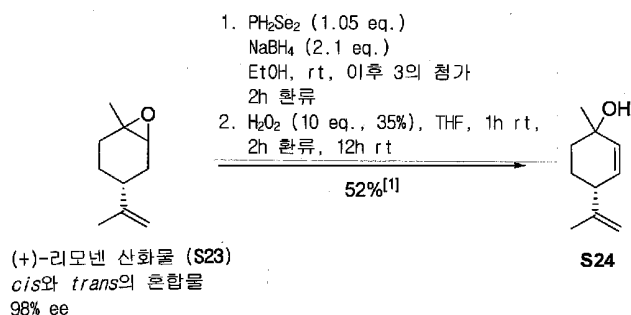 1. PH₂Se₂ (1.05 eq.)
NaBH₄ (2.1 eq.)
EtOH, rt, 이후 3의 첨가
2h 환류
2. H₂O₂ (10 eq., 35%), THF, 1h rt,
2h 환류, 12h rt
52%[1]
O
(+)-리모넨 산화물 (S23)
cis와 trans의 혼합물
98% ee
OH
S24